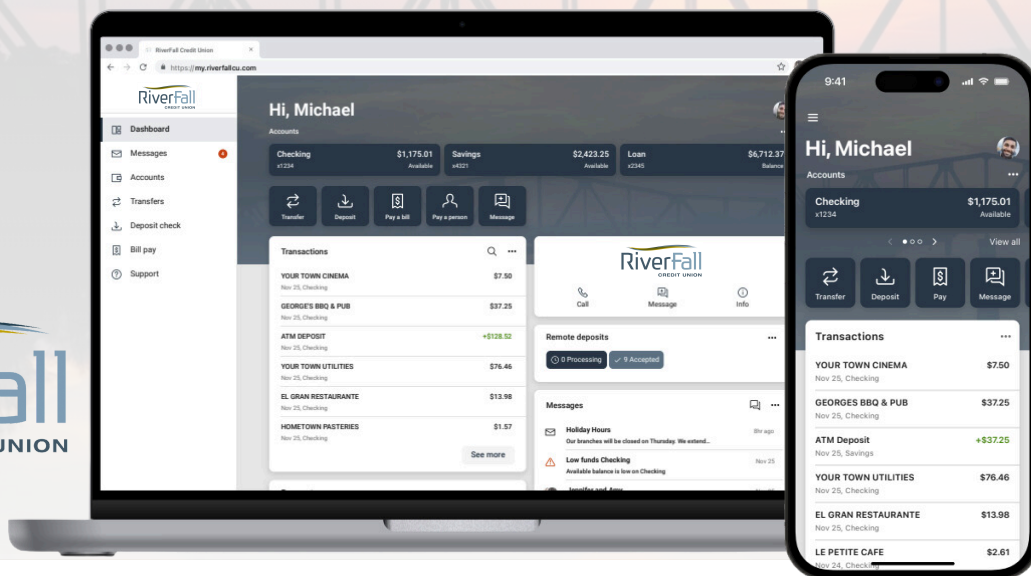 RiverFall Credit Union
https://my.riverfallcu.com
RiverFall
CREDIT UNION
Dashboard
Messages 4
Accounts
Transfers
Deposit check
Bill pay
Support
Hi, Michael
Accounts
Checking $1,175.01
x1234 Available
Savings $2,423.25
x4321 Available
Loan $6,712.37
x2345 Balance
Transfer
Deposit
Pay a bill
Pay a person
Message
Transactions
YOUR TOWN CINEMA $7.50
Nov 25, Checking
GEORGE'S BBQ & PUB $37.25
Nov 25, Checking
ATM DEPOSIT +$128.52
Nov 25, Checking
YOUR TOWN UTILITIES $76.46
Nov 25, Checking
EL GRAN RESTAURANTE $13.98
Nov 25, Checking
HOMETOWN PASTERIES $1.57
Nov 25, Checking
See more
RiverFall
CREDIT UNION
Call
Message
Info
Remote deposits
0 Processing
9 Accepted
Messages
Holiday Hours 8hr ago
Our branches will be closed on Thursday. We extend...
Low funds Checking Nov 25
Available balance is low on Checking
all
UNION
9:41
Hi, Michael
Accounts
Checking $1,175.01
x1234 Available
View all
Transfer
Deposit
Pay
Message
Transactions
YOUR TOWN CINEMA $7.50
Nov 25, Checking
GEORGES BBQ & PUB $37.25
Nov 25, Checking
ATM Deposit +$37.25
Nov 25, Savings
YOUR TOWN UTILITIES $76.46
Nov 25, Checking
EL GRAN RESTAURANTE $13.98
Nov 25, Checking
LE PETITE CAFE $2.61
Nov 24, Checking